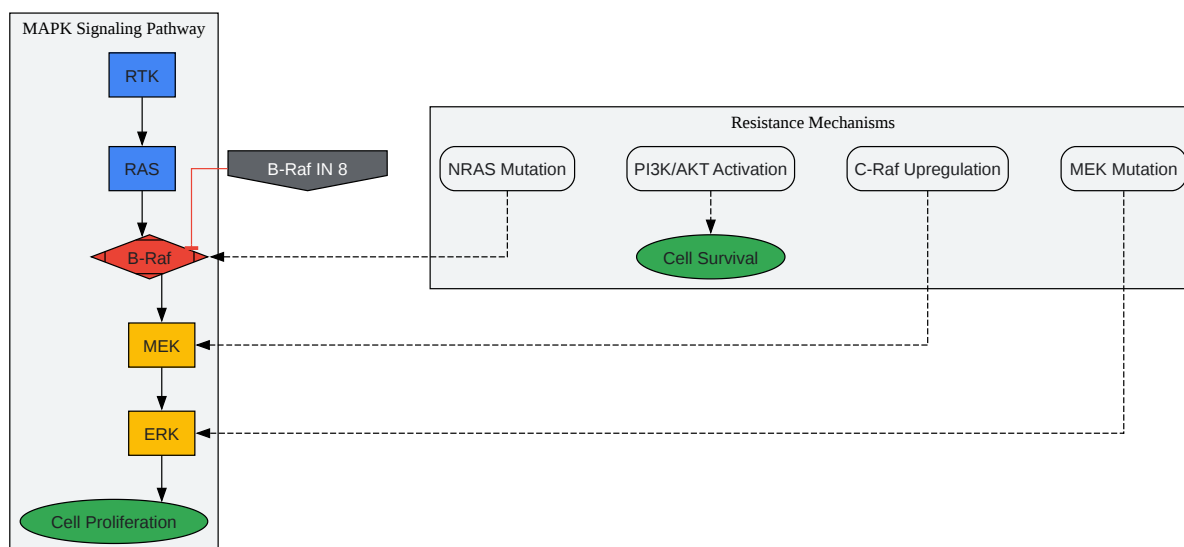 MAPK Signaling Pathway
RTK
RAS
B-Raf IN 8
B-Raf
MEK
ERK
Cell Proliferation
Resistance Mechanisms
NRAS Mutation
PI3K/AKT Activation
C-Raf Upregulation
MEK Mutation
Cell Survival